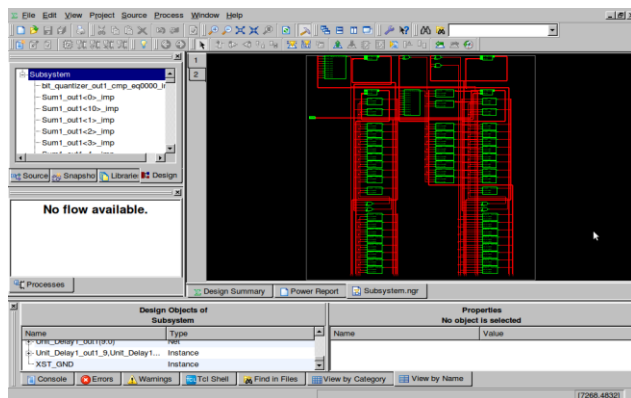 File Edit View Project Source Process Window Help
1
2
Subsystem
bit_quantizer_out1_cmp_eq0000_i
Sum1_out1<0>_imp
Sum1_out1<10>_imp
Sum1_out1<1>_imp
Sum1_out1<2>_imp
Sum1_out1<3>_imp
Source Snapsho Libraries Design
No flow available.
Processes
Design Summary Power Report Subsystem.ngr
Design Objects of
Subsystem
Properties
No object is selected
Name Type Name Value
Unit_Delay1_out1(9:0) Net
Unit_Delay1_out1_9,Unit_Delay1... Instance
XST_GND Instance
Console Errors Warnings Tcl Shell Find in Files View by Category View by Name
[7268,4832]